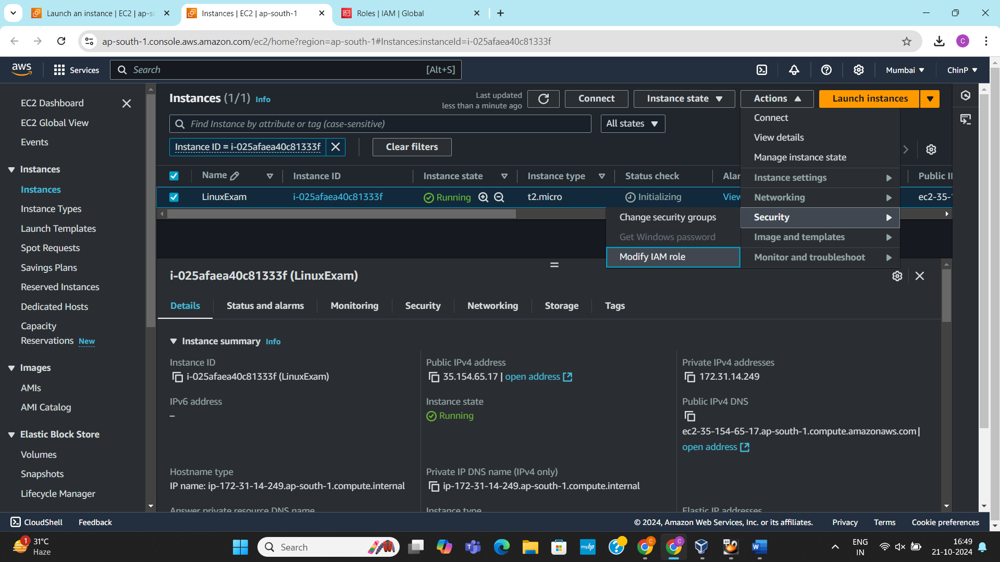 Launch an instance | EC2 | ap-so
Instances | EC2 | ap-south-1
Roles | IAM | Global
ap-south-1.console.aws.amazon.com/ec2/home?region=ap-south-1#Instances:instanceId=i-025afaea40c81333f
C
aws
Services
Search
[Alt+S]
Mumbai
ChinP
EC2 Dashboard
EC2 Global View
Events
Instances
Instances
Instance Types
Launch Templates
Spot Requests
Savings Plans
Reserved Instances
Dedicated Hosts
Capacity
Reservations New
Images
AMIs
AMI Catalog
Elastic Block Store
Volumes
Snapshots
Lifecycle Manager
Instances (1/1) Info
Last updated
less than a minute ago
Connect
Instance state
Actions
Launch instances
Find Instance by attribute or tag (case-sensitive)
All states
Instance ID = i-025afaea40c81333f
Clear filters
Connect
View details
Manage instance state
Instance settings
Networking
Security
Image and templates
Monitor and troubleshoot
Change security groups
Get Windows password
Modify IAM role
Name
Instance ID
Instance state
Instance type
Status check
Alar
Public I
LinuxExam
i-025afaea40c81333f
Running
t2.micro
Initializing
View
ec2-35-1
i-025afaea40c81333f (LinuxExam)
Details
Status and alarms
Monitoring
Security
Networking
Storage
Tags
Instance summary Info
Instance ID
i-025afaea40c81333f (LinuxExam)
Public IPv4 address
35.154.65.17 | open address
Private IPv4 addresses
172.31.14.249
IPv6 address
–
Instance state
Running
Public IPv4 DNS
ec2-35-154-65-17.ap-south-1.compute.amazonaws.com |
open address
Hostname type
IP name: ip-172-31-14-249.ap-south-1.compute.internal
Private IP DNS name (IPv4 only)
ip-172-31-14-249.ap-south-1.compute.internal
Answer private resource DNS name
Instance type
Elastic IP addresses
CloudShell
Feedback
© 2024, Amazon Web Services, Inc. or its affiliates.
Privacy
Terms
Cookie preferences
1
31°C
Haze
Search
myhp
C
C
64
ENG
IN
16:49
21-10-2024